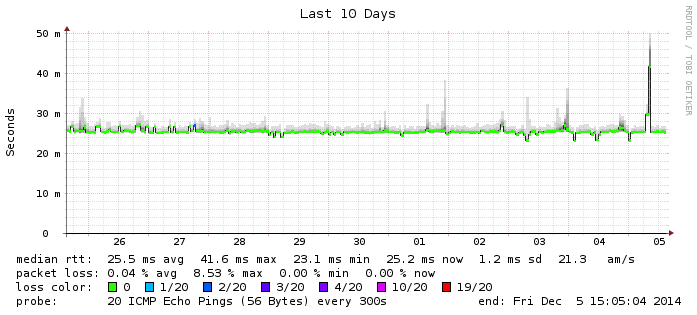 Last 10 Days
RRDTOOL / TOBI OETIKER
Seconds
50 m
40 m
30 m
20 m
10 m
0
26 27 28 29 30 01 02 03 04 05
median rtt: 25.5 ms avg 41.6 ms max 23.1 ms min 25.2 ms now 1.2 ms sd 21.3 am/s
packet loss: 0.04 % avg 8.53 % max 0.00 % min 0.00 % now
loss color: 0 1/20 2/20 3/20 4/20 10/20 19/20
probe: 20 ICMP Echo Pings (56 Bytes) every 300s end: Fri Dec 5 15:05:04 2014